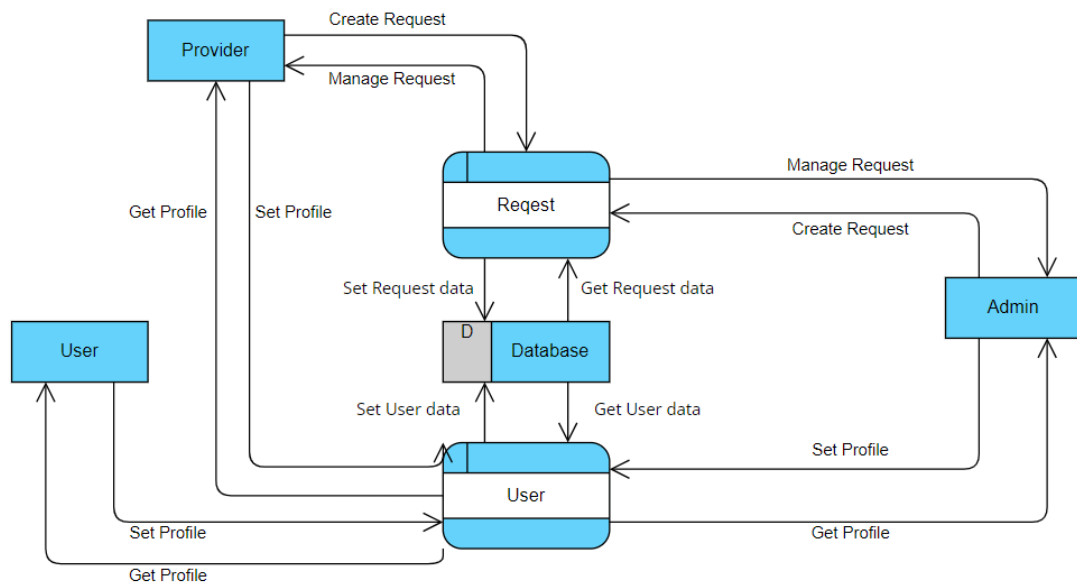 Create Request
Provider
Manage Request
Manage Request
Get Profile
Set Profile
Reqest
Create Request
Set Request data
Get Request data
Admin
D
User
Database
Set User data
Get User data
Set Profile
User
Set Profile
Get Profile
Get Profile